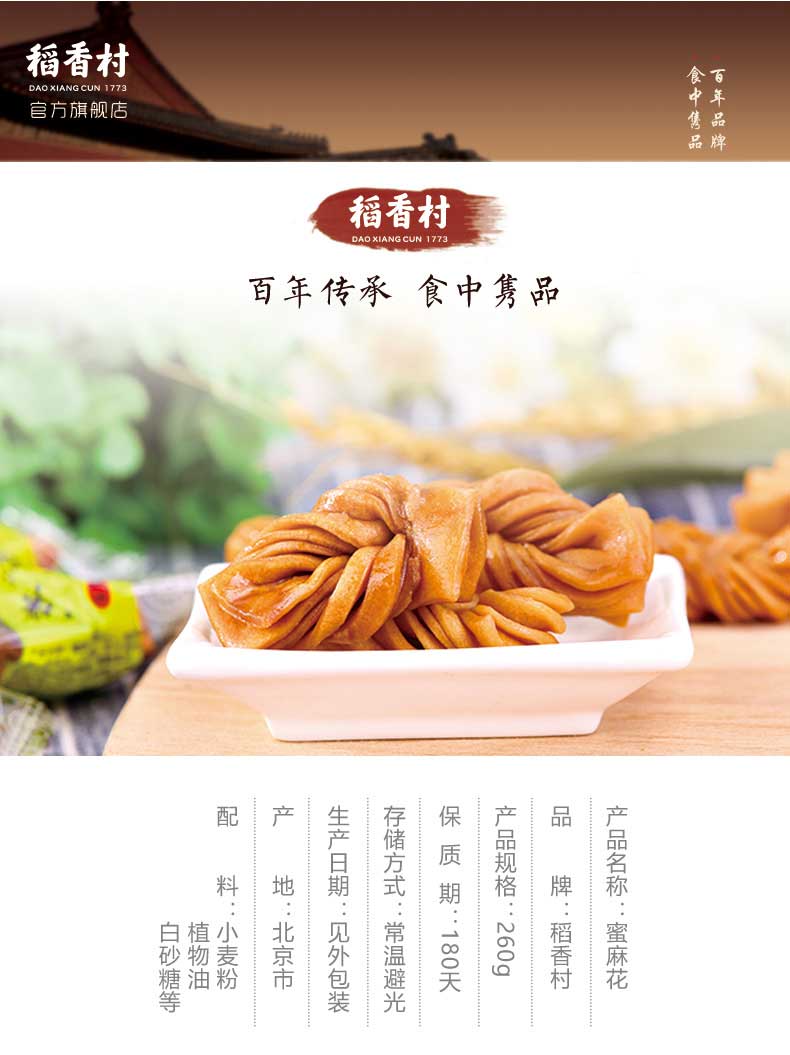 稻香村
DAO XIANG CUN 1773
官方旗舰店
百年品牌
食中隽品
稻香村
DAO XIANG CUN 1773
百年传承 食中隽品
产品名称：蜜麻花
品牌：稻香村
产品规格：260g
保质期：180天
存储方式：常温避光
生产日期：见外包装
产地：北京市
配料：小麦粉
植物油
白砂糖等